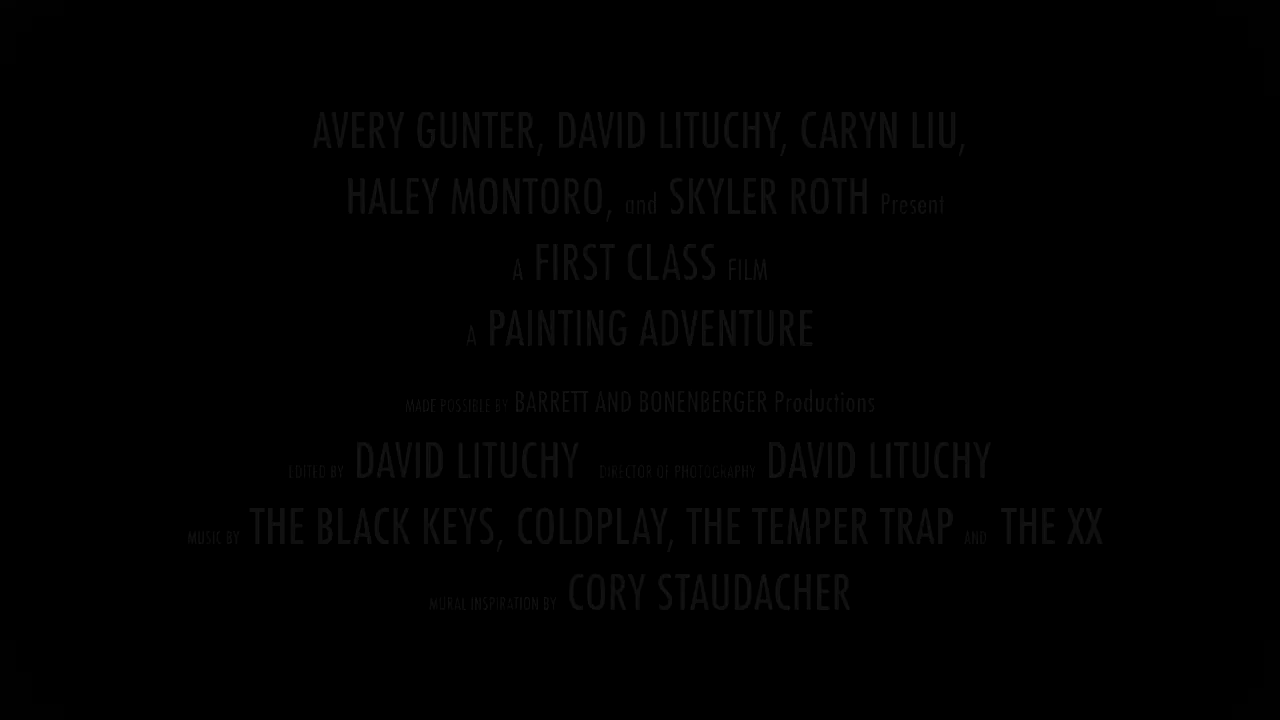 AVERY GUNTER, DAVID LITUCHY, CARYN LIU,
HALEY MONTORO, and SKYLER ROTH Present
A FIRST CLASS FILM
A PAINTING ADVENTURE
MADE POSSIBLE BY BARRETT AND BONENBERGER Productions
EDITED BY DAVID LITUCHY DIRECTOR OF PHOTOGRAPHY DAVID LITUCHY
MUSIC BY THE BLACK KEYS, COLDPLAY, THE TEMPER TRAP AND THE XX
MURAL INSPIRATION BY CORY STAUDACHER